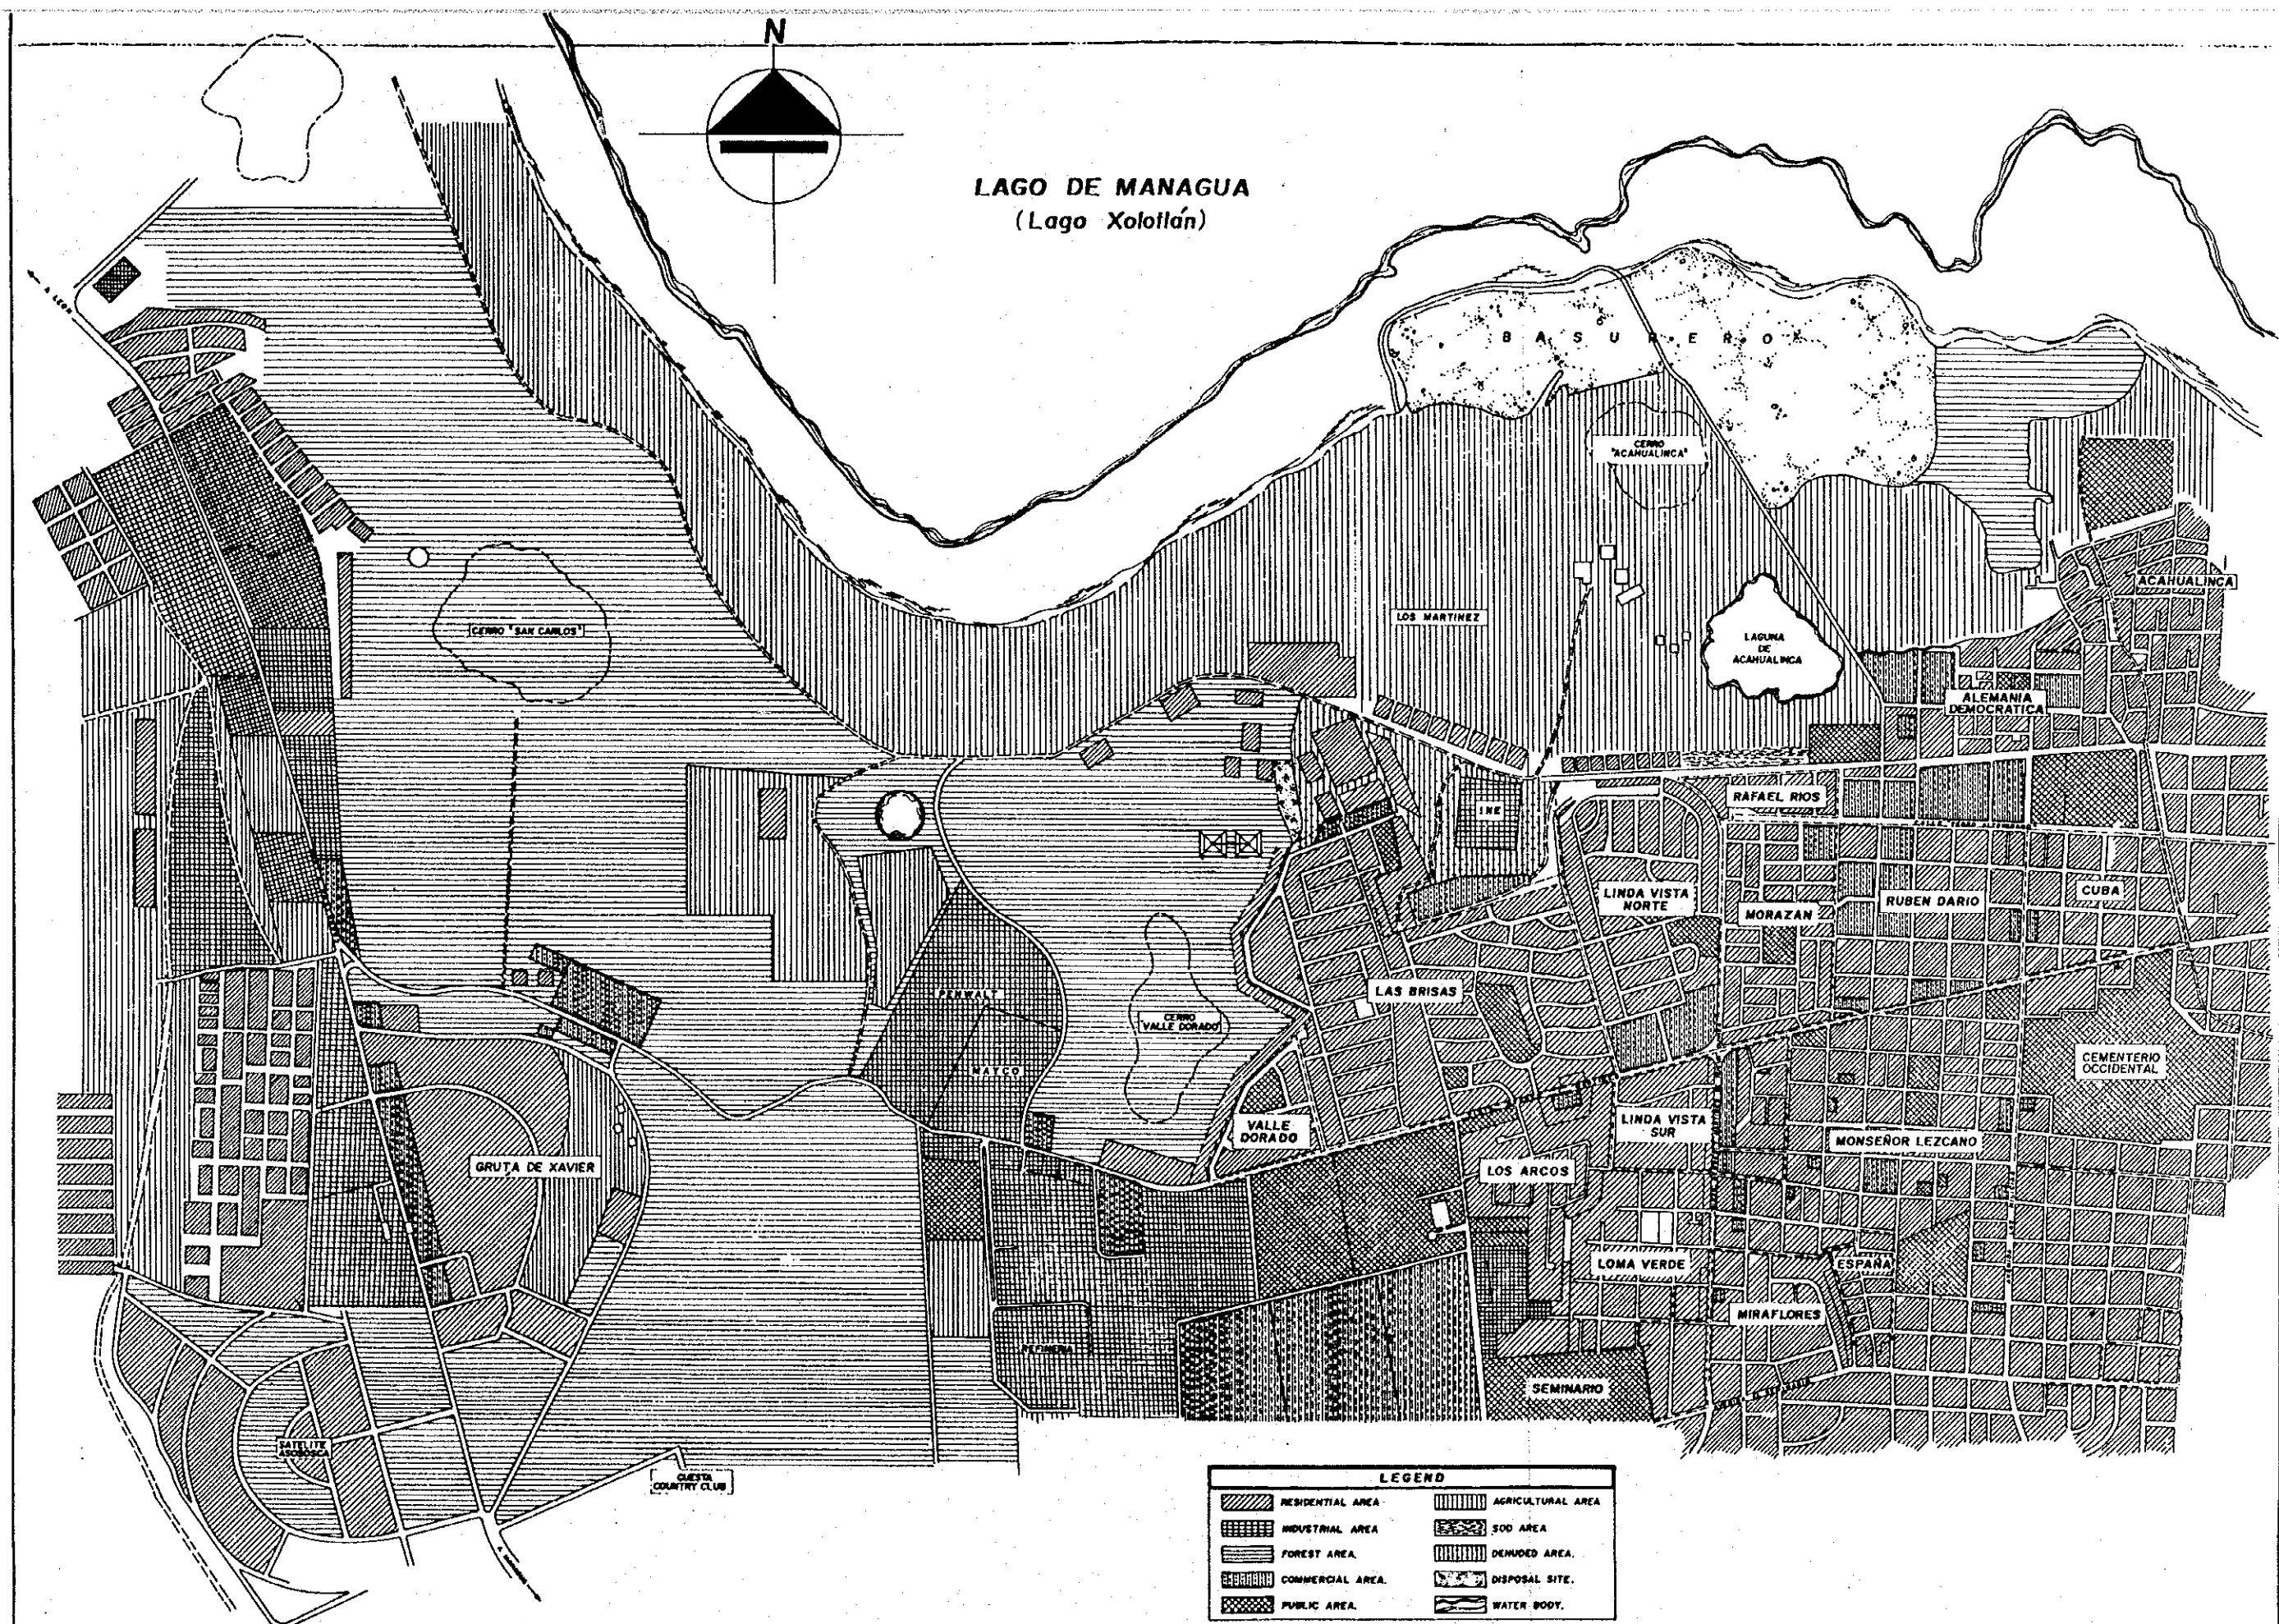 N
LAGO DE MANAGUA
(Lago Xolotlán)
A. LEON
BASURERO
CERRO
"ACAHUALINCA"
ACAHUALINCA
CERRO "SAN CARLOS"
LOS MARTINEZ
LAGUNA
DE
ACAHUALINCA
ALEMANIA
DEMOCRATICA
RAFAEL RIOS
INE
LINDA VISTA
NORTE
MORAZAN
RUBEN DARIO
CUBA
LAS BRISAS
PENWALT
CERRO
VALLE DORADO
MAYCO
CEMENTERIO
OCCIDENTAL
VALLE
DORADO
LINDA VISTA
SUR
MONSEÑOR LEZCANO
GRUTA DE XAVIER
LOS ARCOS
LOMA VERDE
ESPAÑA
MIRAFLORES
REFINERIA
SEMINARIO
SATELITE
ASOSOSCA
CUESTA
COUNTRY CLUB
LEGEND
RESIDENTIAL AREA
INDUSTRIAL AREA
FOREST AREA.
COMMERCIAL AREA.
PUBLIC AREA.
AGRICULTURAL AREA
SOD AREA
DENUDED AREA.
DISPOSAL SITE.
WATER BODY.